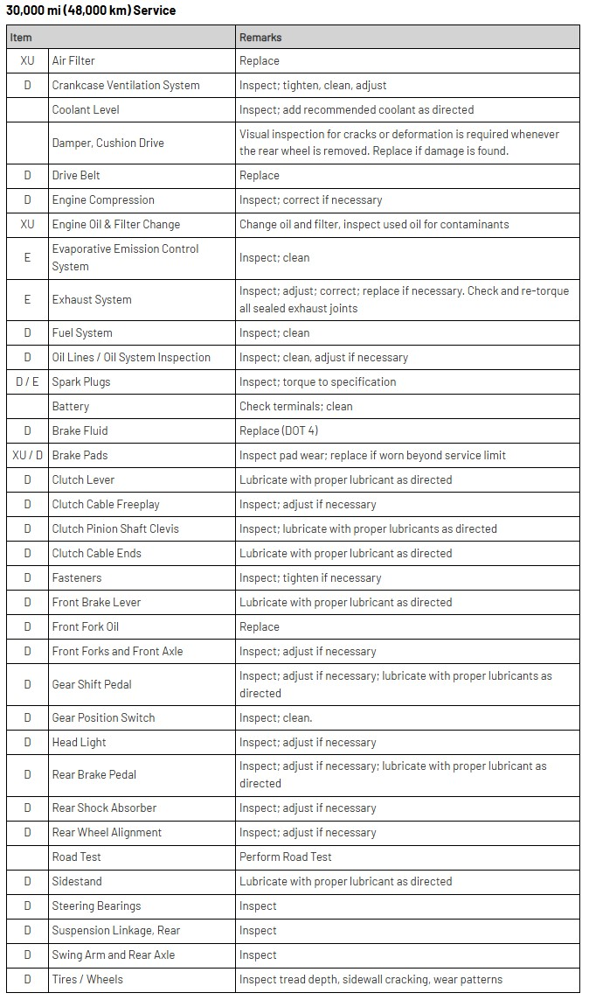 30,000 mi (48,000 km) Service
Item Remarks
XU Air Filter Replace
D Crankcase Ventilation System Inspect; tighten, clean, adjust
Coolant Level Inspect; add recommended coolant as directed
Damper, Cushion Drive Visual inspection for cracks or deformation is required whenever
the rear wheel is removed. Replace if damage is found.
D Drive Belt Replace
D Engine Compression Inspect; correct if necessary
XU Engine Oil & Filter Change Change oil and filter, inspect used oil for contaminants
E Evaporative Emission Control
System Inspect; clean
E Exhaust System Inspect; adjust; correct; replace if necessary. Check and re-torque
all sealed exhaust joints
D Fuel System Inspect; clean
D Oil Lines / Oil System Inspection Inspect; clean, adjust if necessary
D / E Spark Plugs Inspect; torque to specification
Battery Check terminals; clean
D Brake Fluid Replace (DOT 4)
XU / D Brake Pads Inspect pad wear; replace if worn beyond service limit
D Clutch Lever Lubricate with proper lubricant as directed
D Clutch Cable Freeplay Inspect; adjust if necessary
D Clutch Pinion Shaft Clevis Inspect; lubricate with proper lubricants as directed
D Clutch Cable Ends Lubricate with proper lubricant as directed
D Fasteners Inspect; tighten if necessary
D Front Brake Lever Lubricate with proper lubricant as directed
D Front Fork Oil Replace
D Front Forks and Front Axle Inspect; adjust if necessary
D Gear Shift Pedal Inspect; adjust if necessary; lubricate with proper lubricants as
directed
D Gear Position Switch Inspect; clean.
D Head Light Inspect; adjust if necessary
D Rear Brake Pedal Inspect; adjust if necessary; lubricate with proper lubricant as
directed
D Rear Shock Absorber Inspect; adjust if necessary
D Rear Wheel Alignment Inspect; adjust if necessary
Road Test Perform Road Test
D Sidestand Lubricate with proper lubricant as directed
D Steering Bearings Inspect
D Suspension Linkage, Rear Inspect
D Swing Arm and Rear Axle Inspect
D Tires / Wheels Inspect tread depth, sidewall cracking, wear patterns